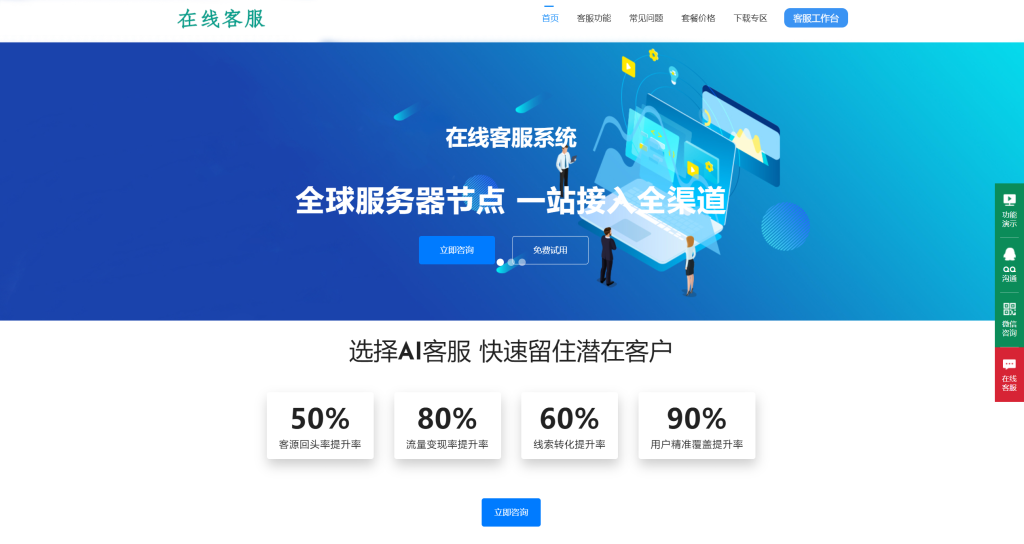 在线客服
首页 客服功能 常见问题 套餐价格 下载专区 客服工作台
在线客服系统
全球服务器节点 一站接入全渠道
立即咨询 免费试用
功能
演示
QQ
沟通
微信
咨询
在线
客服
选择AI客服 快速留住潜在客户
50% 80% 60% 90%
客源回头率提升率 流量变现率提升率 线索转化提升率 用户精准覆盖提升率
立即咨询